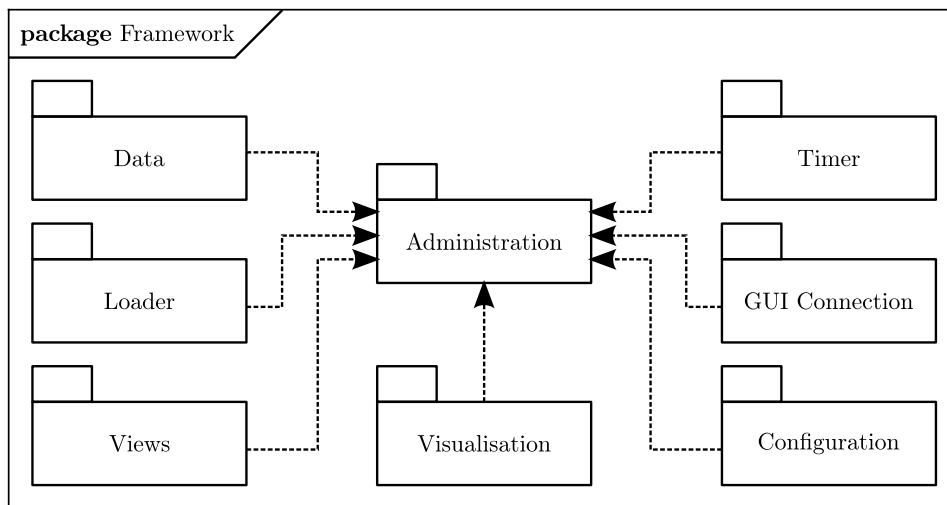 package Framework
Data
Timer
Administration
Loader
GUI Connection
Views
Visualisation
Configuration